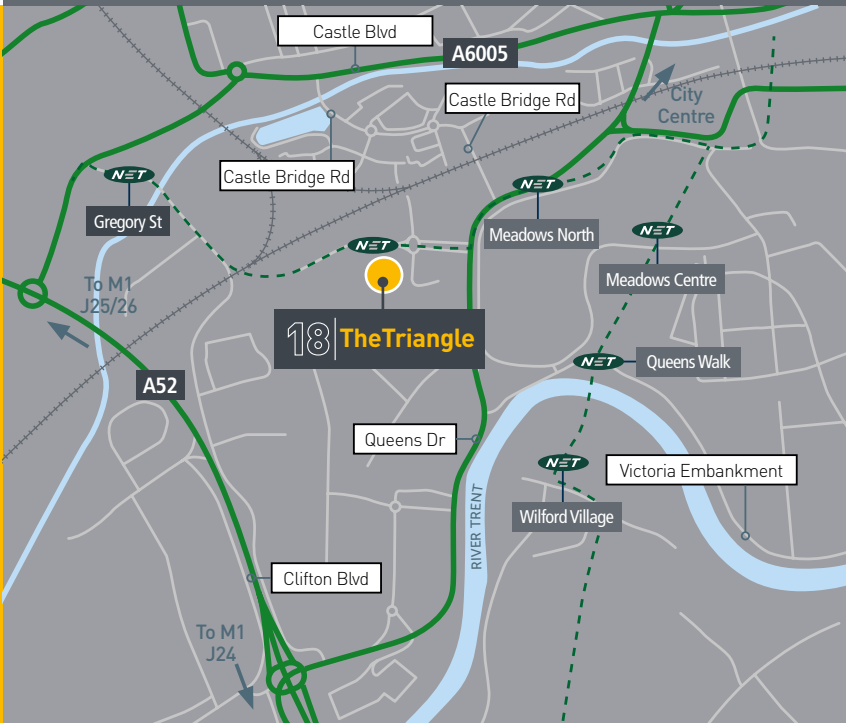 Castle Blvd
A6005
City
Centre
Castle Bridge Rd
Castle Bridge Rd
NET
Gregory St
NET
Meadows North
NET
Meadows Centre
NET
To M1
J25/26
18 TheTriangle
NET
Queens Walk
A52
Queens Dr
NET
Wilford Village
Victoria Embankment
RIVER TRENT
Clifton Blvd
To M1
J24